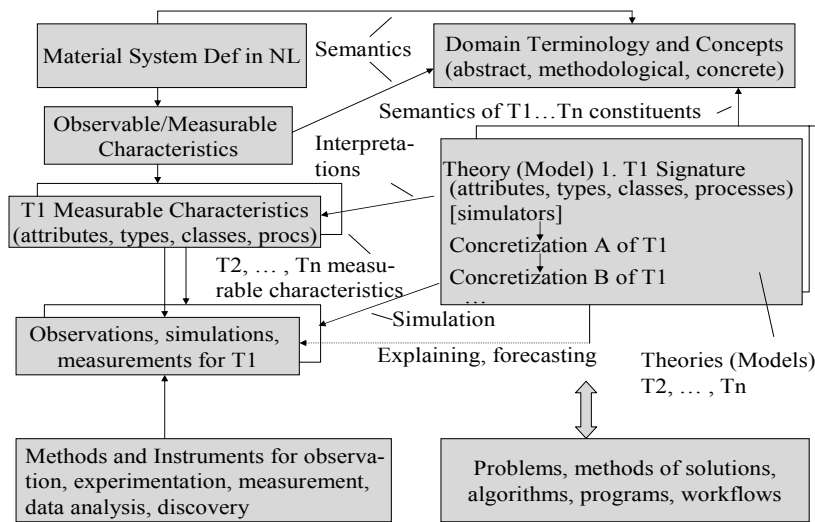 Material System Def in NL
Semantics
Domain Terminology and Concepts
(abstract, methodological, concrete)
Semantics of T1…Tn constituents
Observable/Measurable
Characteristics
Interpreta-
tions
Theory (Model) 1. T1 Signature
(attributes, types, classes, processes)
[simulators]
Concretization A of T1
Concretization B of T1
…
T1 Measurable Characteristics
(attributes, types, classes, procs)
T2, … , Tn measu-
rable characteristics
Simulation
Observations, simulations,
measurements for T1
Explaining, forecasting
Theories (Models)
T2, … , Tn
Methods and Instruments for observa-
tion, experimentation, measurement,
data analysis, discovery
Problems, methods of solutions,
algorithms, programs, workflows